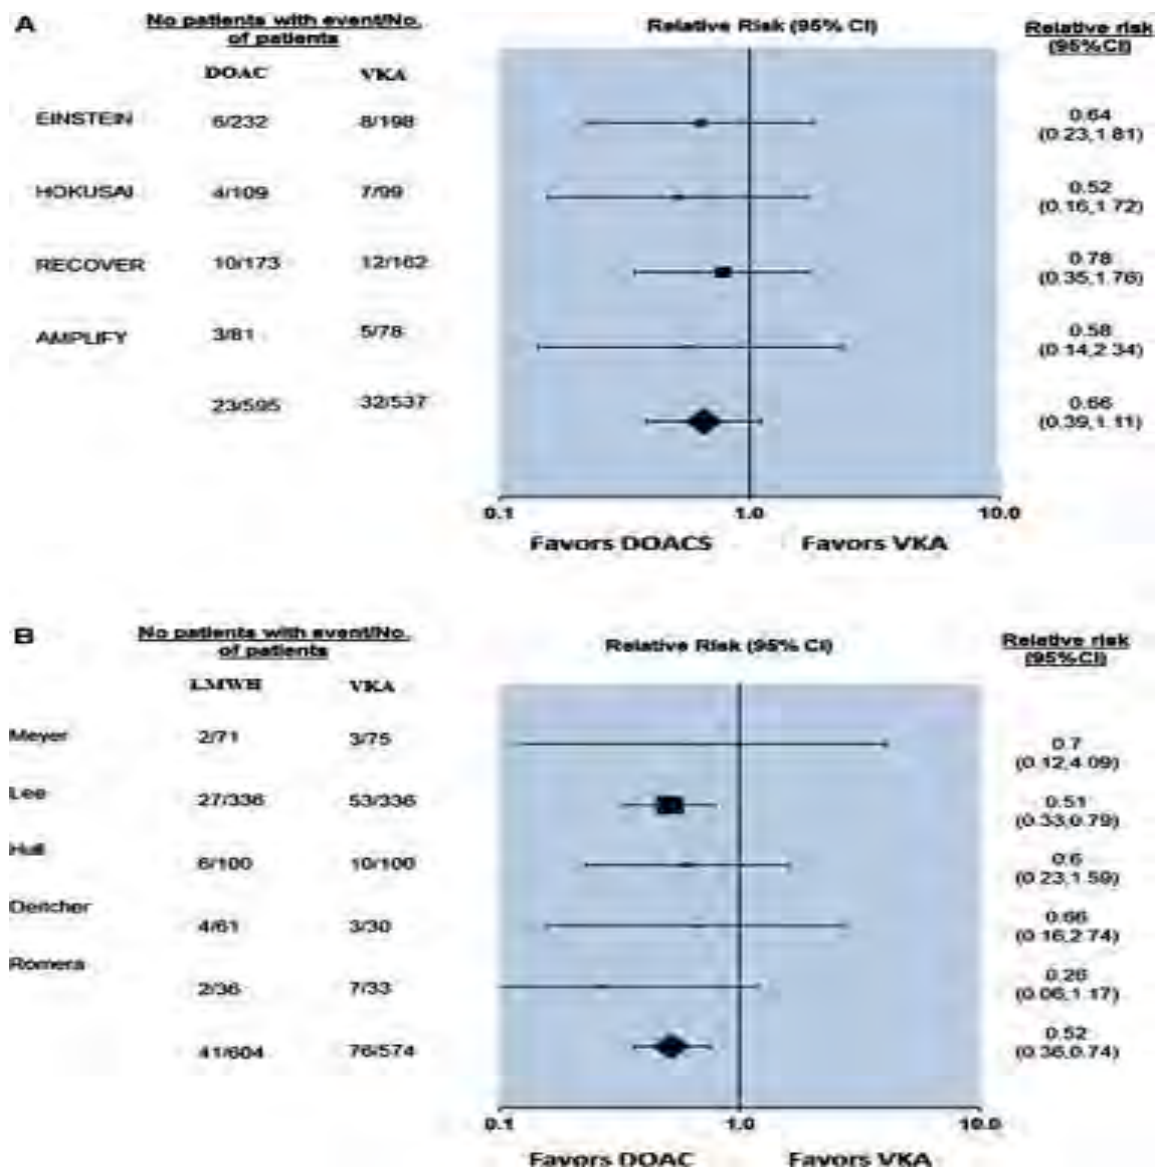 A
No patients with event/No.
of patients
Relative Risk (95% CI)
Relative risk
(95%CI)
DOAC VKA
EINSTEIN 6/232 8/198 0.64
(0.23,1.81)
HOKUSAI 4/109 7/99 0.52
(0.16,1.72)
RECOVER 10/173 12/162 0.78
(0.35,1.76)
AMPLIFY 3/81 5/78 0.58
(0.14,2.34)
23/595 32/537 0.66
(0.39,1.11)
0.1 1.0 10.0
Favors DOACS Favors VKA
B
No patients with event/No.
of patients
Relative Risk (95% CI)
Relative risk
(95%CI)
LMWH VKA
Meyer 2/71 3/75 0.7
(0.12,4.09)
Lee 27/336 53/336 0.51
(0.33,0.79)
Hull 6/100 10/100 0.6
(0.23,1.59)
Deitcher 4/61 3/30 0.66
(0.16,2.74)
Romera 2/36 7/33 0.26
(0.06,1.17)
41/604 76/574 0.52
(0.36,0.74)
0.1 1.0 10.0
Favors DOAC Favors VKA